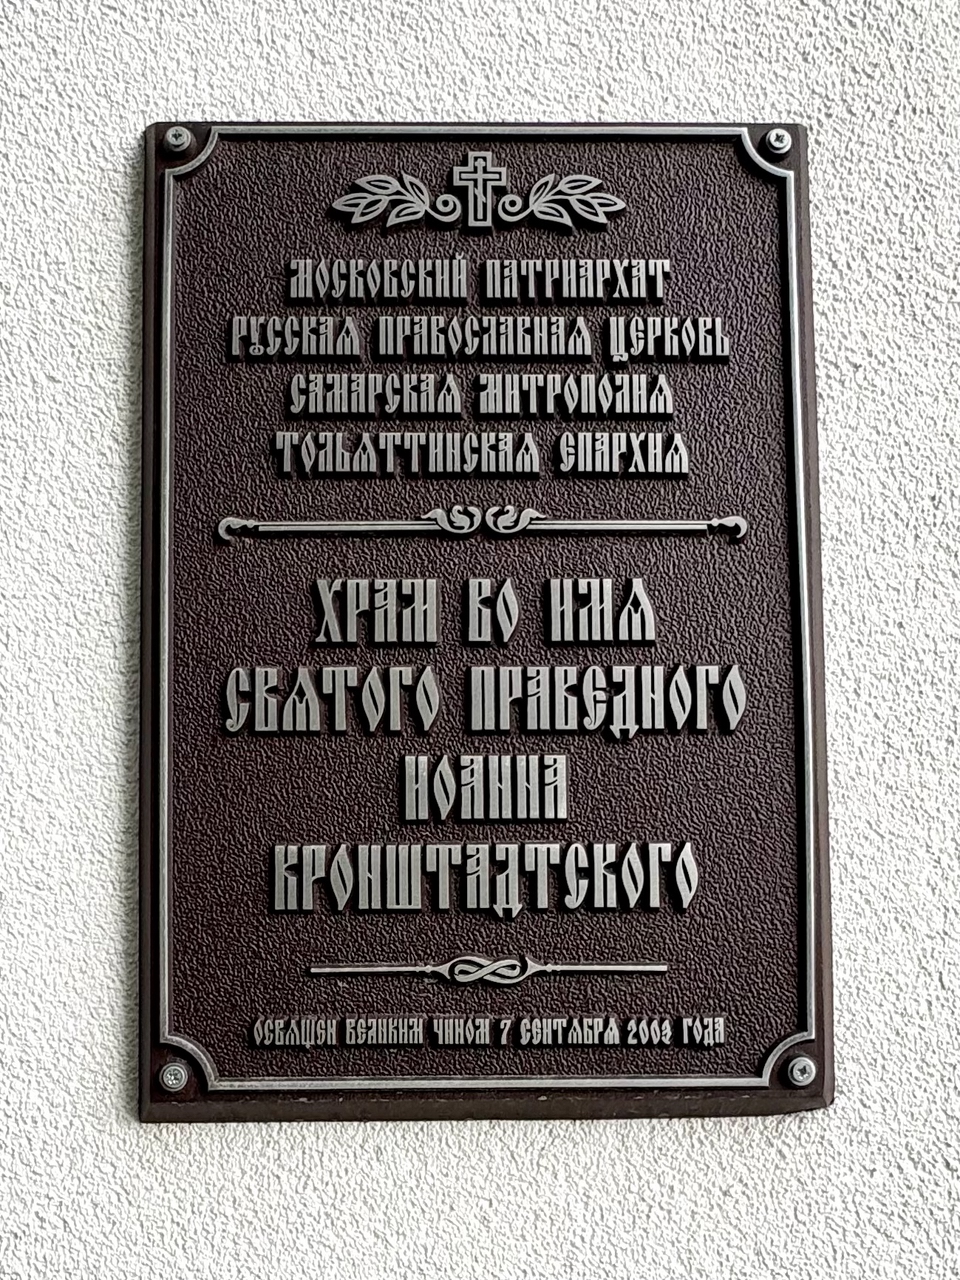 МОСКОВСКИЙ ПАТРИАРХАТ
РУССКАЯ ПРАВОСЛАВНАЯ ЦЕРКОВЬ
САМАРСКАЯ МИТРОПОЛИЯ
ТОЛЬЯТТИНСКАЯ ЕПАРХИЯ
ХРАМ ВО ИМЯ
СВЯТОГО ПРАВЕДНОГО
ИОАННА
КРОНШТАДТСКОГО
ОСВЯЩЕН ВЕЛИКИМ ЧИНОМ 7 СЕНТЯБРЯ ГОДА